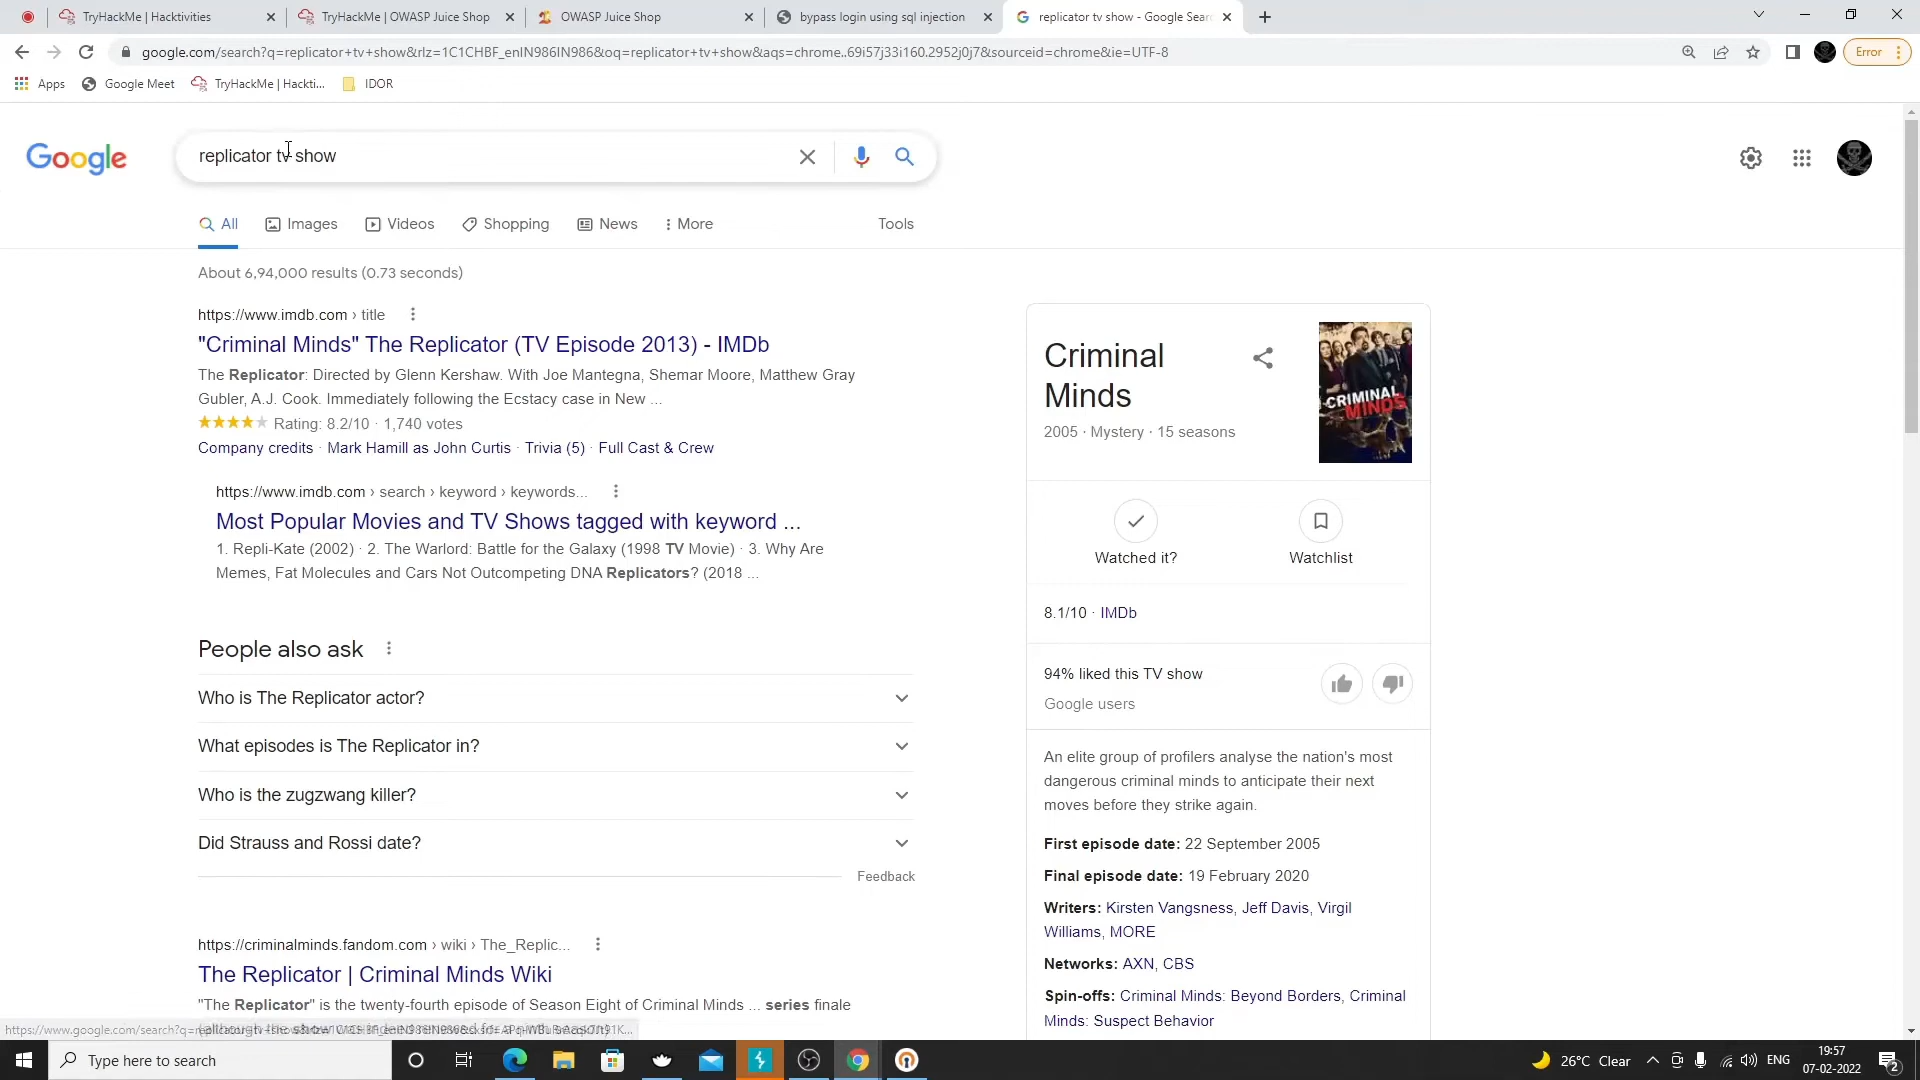 TryHackMe | Hacktivities
TryHackMe | OWASP Juice Shop
OWASP Juice Shop
bypass login using sql injection
replicator tv show - Google Sear
google.com/search?q=replicator+tv+show&rlz=1C1CHBF_enIN986IN986&oq=replicator+tv+show&aqs=chrome..69i57j33i160.2952j0j7&sourceid=chrome&ie=UTF-8
Error
Apps
Google Meet
TryHackMe | Hackti...
IDOR
Google
replicator tv show
All
Images
Videos
Shopping
News
More
Tools
About 6,94,000 results (0.73 seconds)
https://www.imdb.com › title
"Criminal Minds" The Replicator (TV Episode 2013) - IMDb
The Replicator: Directed by Glenn Kershaw. With Joe Mantegna, Shemar Moore, Matthew Gray
Gubler, A.J. Cook. Immediately following the Ecstacy case in New ...
Rating: 8.2/10 · 1,740 votes
Company credits · Mark Hamill as John Curtis · Trivia (5) · Full Cast & Crew
https://www.imdb.com › search › keyword › keywords...
Most Popular Movies and TV Shows tagged with keyword ...
1. Repli-Kate (2002) · 2. The Warlord: Battle for the Galaxy (1998 TV Movie) · 3. Why Are
Memes, Fat Molecules and Cars Not Outcompeting DNA Replicators? (2018 ...
People also ask
Who is The Replicator actor?
What episodes is The Replicator in?
Who is the zugzwang killer?
Did Strauss and Rossi date?
Feedback
https://criminalminds.fandom.com › wiki › The_Replic...
The Replicator | Criminal Minds Wiki
"The Replicator" is the twenty-fourth episode of Season Eight of Criminal Minds ... series finale
Criminal
Minds
2005 · Mystery · 15 seasons
CRIMINAL
MINDS
Watched it?
Watchlist
8.1/10 · IMDb
94% liked this TV show
Google users
An elite group of profilers analyse the nation's most
dangerous criminal minds to anticipate their next
moves before they strike again.
First episode date: 22 September 2005
Final episode date: 19 February 2020
Writers: Kirsten Vangsness, Jeff Davis, Virgil
Williams, MORE
Networks: AXN, CBS
Spin-offs: Criminal Minds: Beyond Borders, Criminal
Minds: Suspect Behavior
https://www.google.com/search?q=
Type here to search
26°C Clear
ENG
19:57
07-02-2022
2